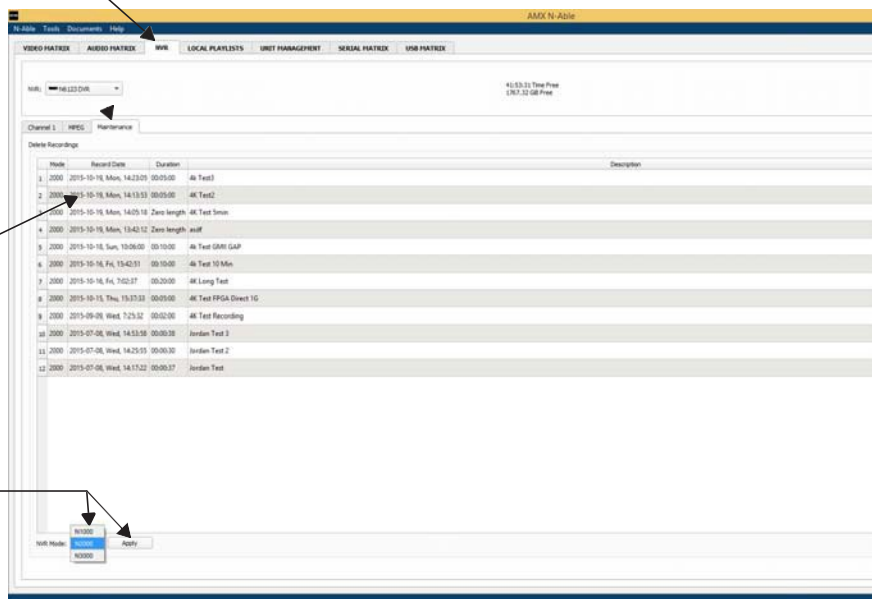 AMX N-Able
N-Able Tools Documents Help
VIDEO MATRIX AUDIO MATRIX NVR LOCAL PLAYLISTS UNIT MANAGEMENT SERIAL MATRIX USB MATRIX
NVR: N6123 DVR
41:53:31 Time Free
1767.32 GB Free
Channel 1 MPEG Maintenance
Delete Recordings
Mode Record Date Duration Description
1 2000 2015-10-19, Mon, 14:23:05 00:05:00 4k Test3
2 2000 2015-10-19, Mon, 14:13:53 00:05:00 4K Test2
2000 2015-10-19, Mon, 14:05:18 Zero length 4K Test 5min
4 2000 2015-10-19, Mon, 13:42:12 Zero length asdf
5 2000 2015-10-18, Sun, 10:06:00 00:10:00 4k Test GMII GAP
6 2000 2015-10-16, Fri, 15:42:51 00:10:00 4k Test 10 Min
7 2000 2015-10-16, Fri, 7:02:37 00:20:00 4K Long Test
8 2000 2015-10-15, Thu, 15:37:33 00:05:00 4K Test FPGA Direct 1G
9 2000 2015-09-09, Wed, 7:25:32 00:02:00 4K Test Recording
10 2000 2015-07-08, Wed, 14:53:58 00:00:38 Jordan Test 3
11 2000 2015-07-08, Wed, 14:25:55 00:00:30 Jordan Test 2
12 2000 2015-07-08, Wed, 14:17:22 00:00:37 Jordan Test
N1000
NVR Mode: N2000 Apply
N3000